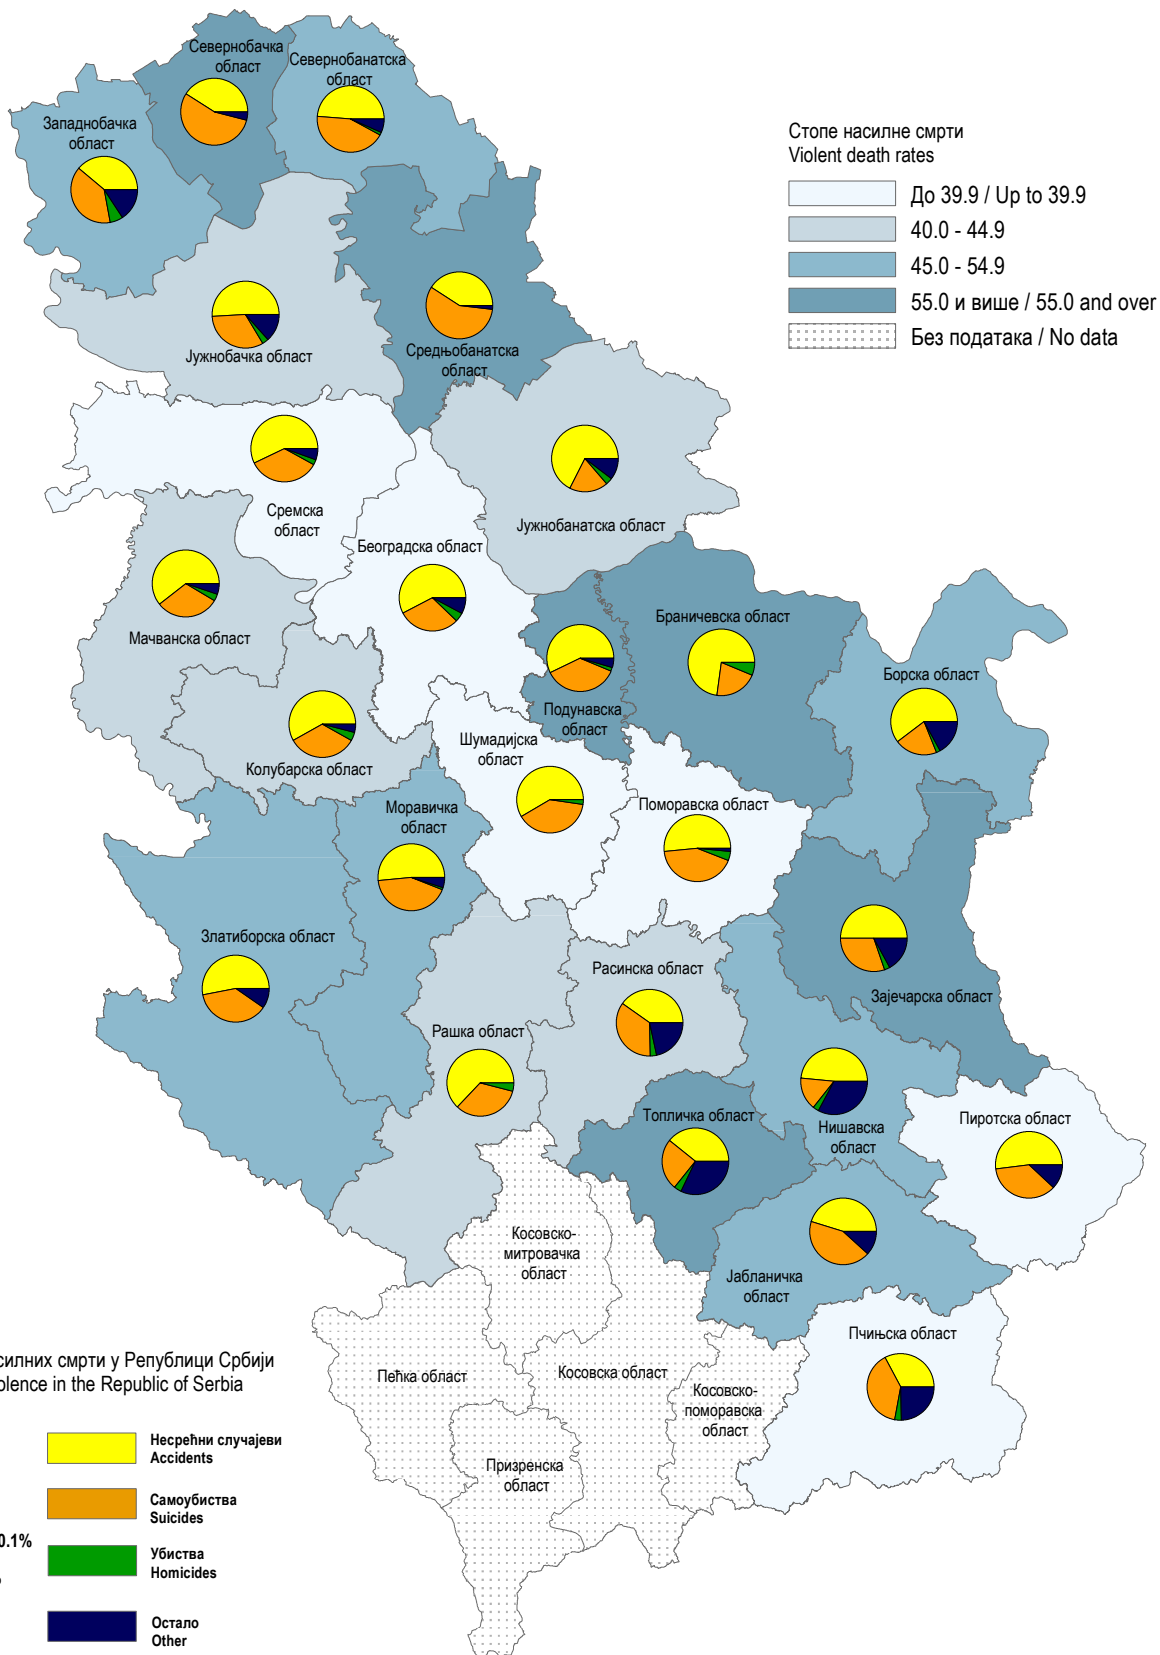 Севернобачка
област
Севернобанатска
област
Западнобачка
област
Стопе насилне смрти
Violent death rates
До 39.9 / Up to 39.9
40.0 - 44.9
45.0 - 54.9
55.0 и више / 55.0 and over
Без података / No data
Јужнобачка област
Средњобанатска
област
Сремска
област
Јужнобанатска област
Београдска област
Мачванска област
Браничевска област
Борска област
Подунавска
област
Колубарска област
Шумадијска
област
Моравичка
област
Поморавска област
Златиборска област
Расинска област
Зајечарска област
Рашка област
Топличка област
Нишавска
област
Пиротска област
Косовско-
митровачка
област
Јабланичка
област
Пчињска област
Пећка област
Косовска област
Косовско-
поморавска
област
Призренска
област
силних смрти у Републици Србији
olence in the Republic of Serbia
Несрећни случајеви
Accidents
Самоубиства
Suicides
0.1%
Убиства
Homicides
Остало
Other